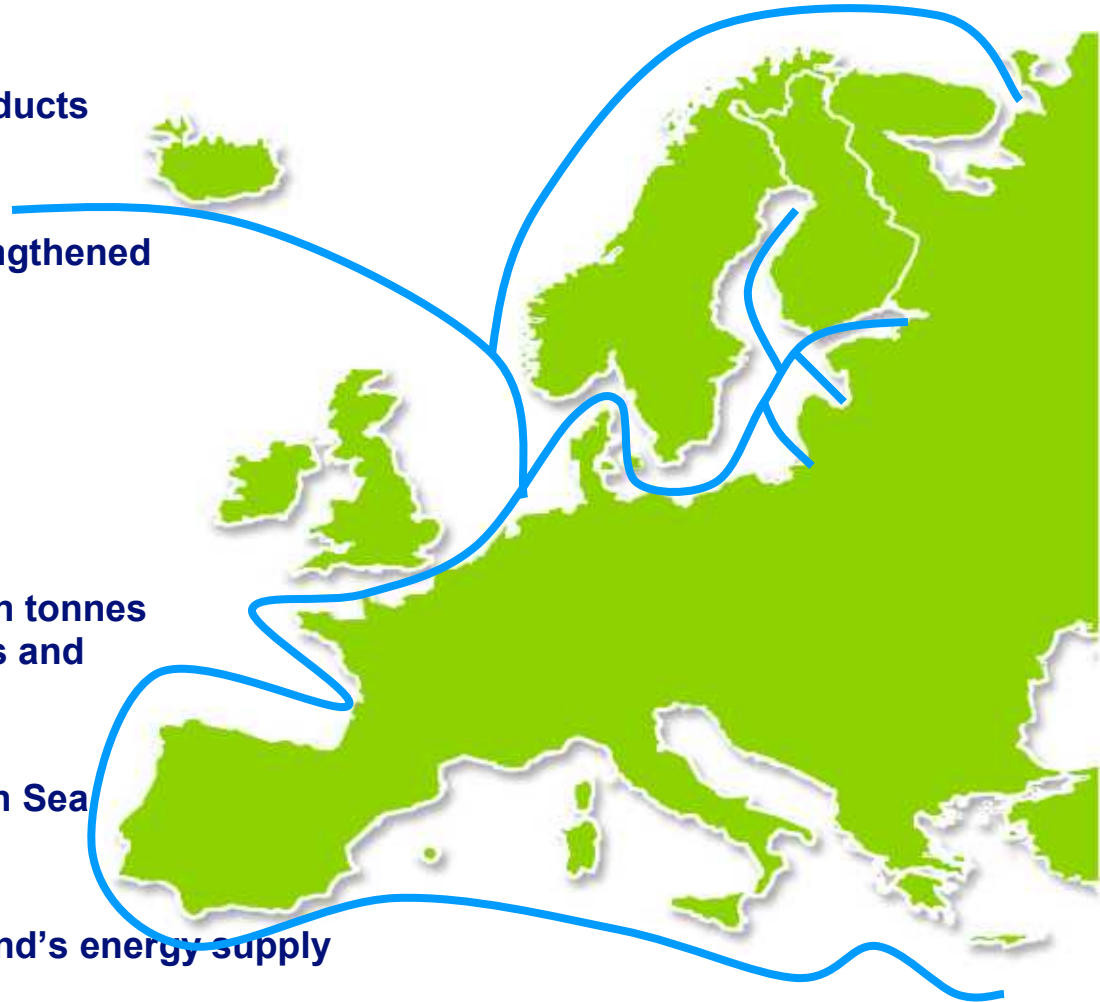 ducts
ngthened
n tonnes
s and
n Sea
nd’s energy supply